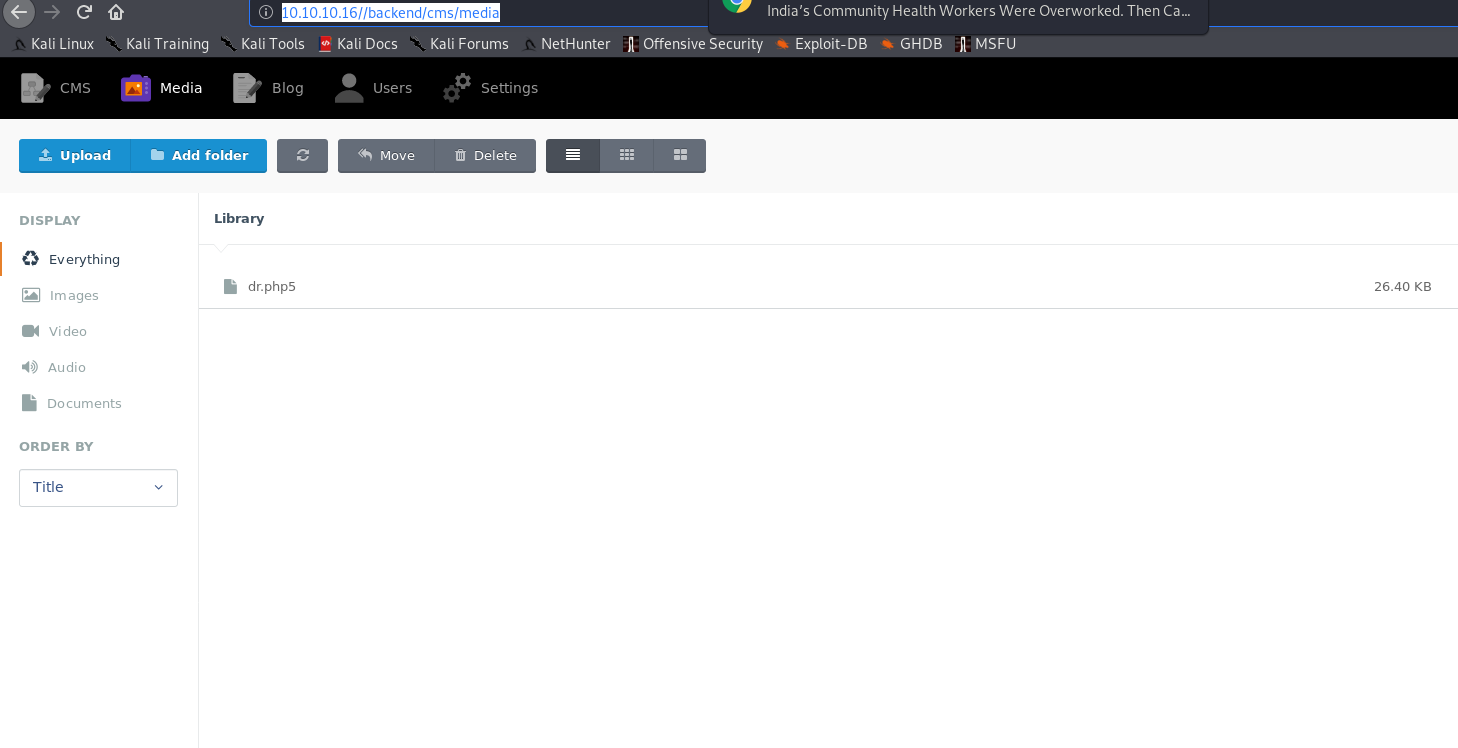 10.10.10.16//backend/cms/media
India’s Community Health Workers Were Overworked. Then Ca...
Kali Linux Kali Training Kali Tools Kali Docs Kali Forums NetHunter Offensive Security Exploit-DB GHDB MSFU
CMS Media Blog Users Settings
Upload Add folder Move Delete
DISPLAY
Library
Everything
dr.php5 26.40 KB
Images
Video
Audio
Documents
ORDER BY
Title